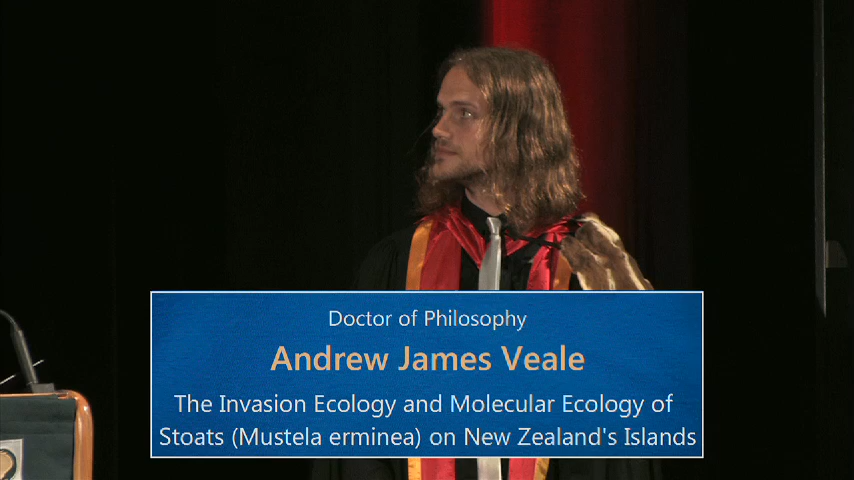 Doctor of Philosophy
Andrew James Veale
The Invasion Ecology and Molecular Ecology of
Stoats (Mustela erminea) on New Zealand's Islands